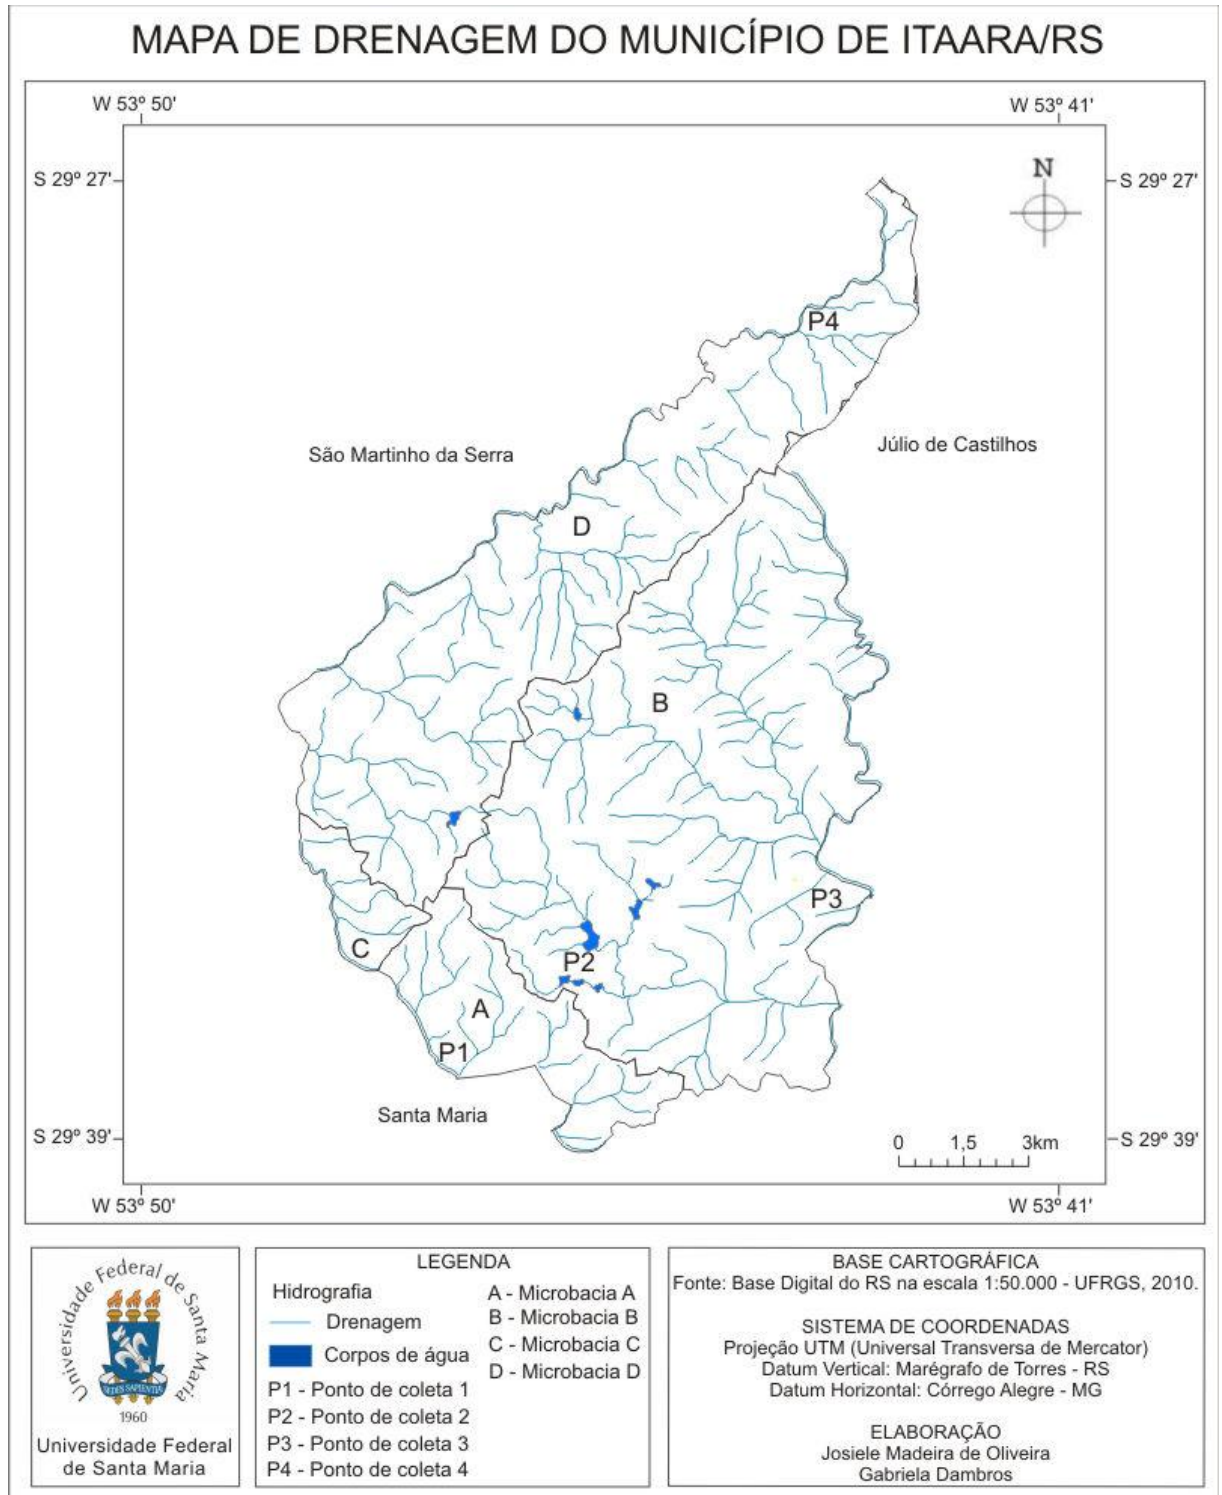 MAPA DE DRENAGEM DO MUNICÍPIO DE ITAARA/RS
W 53º 50'
W 53º 41'
S 29º 27'
S 29º 27'
N
P4
São Martinho da Serra
Júlio de Castilhos
D
B
P3
C
P2
A
P1
Santa Maria
S 29º 39'
0 1,5 3km
S 29º 39'
W 53º 50'
W 53º 41'
Universidade Federal de Santa Maria
SEDES SAPIENTIAE
1960
Universidade Federal
de Santa Maria
LEGENDA
Hidrografia
Drenagem
Corpos de água
P1 - Ponto de coleta 1
P2 - Ponto de coleta 2
P3 - Ponto de coleta 3
P4 - Ponto de coleta 4
A - Microbacia A
B - Microbacia B
C - Microbacia C
D - Microbacia D
BASE CARTOGRÁFICA
Fonte: Base Digital do RS na escala 1:50.000 - UFRGS, 2010.
SISTEMA DE COORDENADAS
Projeção UTM (Universal Transversa de Mercator)
Datum Vertical: Marégrafo de Torres - RS
Datum Horizontal: Córrego Alegre - MG
ELABORAÇÃO
Josiele Madeira de Oliveira
Gabriela Dambros